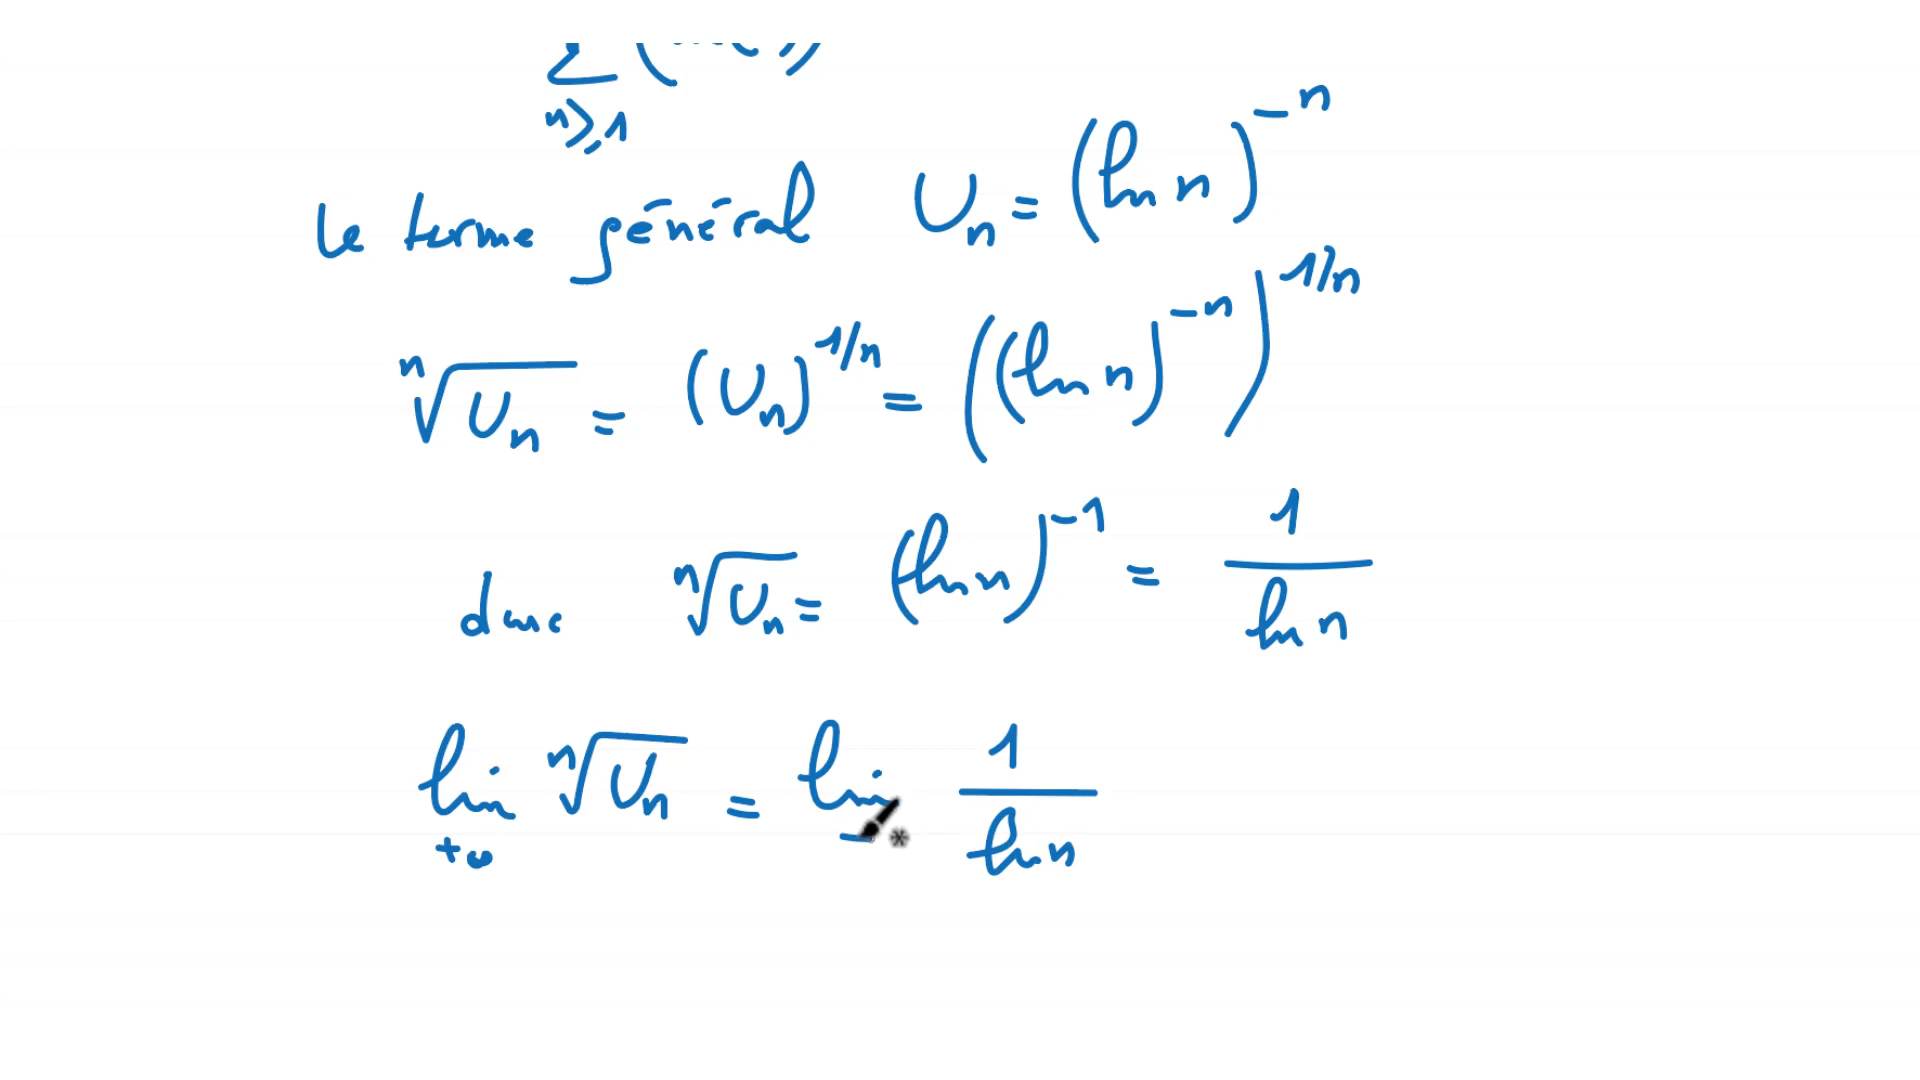 ∑ (
n≥1
le terme général Uₙ = (ln n)⁻ⁿ
ⁿ√Uₙ = (Uₙ)^1/n = ((ln n)⁻ⁿ)^1/n
donc ⁿ√Uₙ = (ln n)⁻¹ = 1/ln n
lim ⁿ√Uₙ = lim 1/ln n
+∞